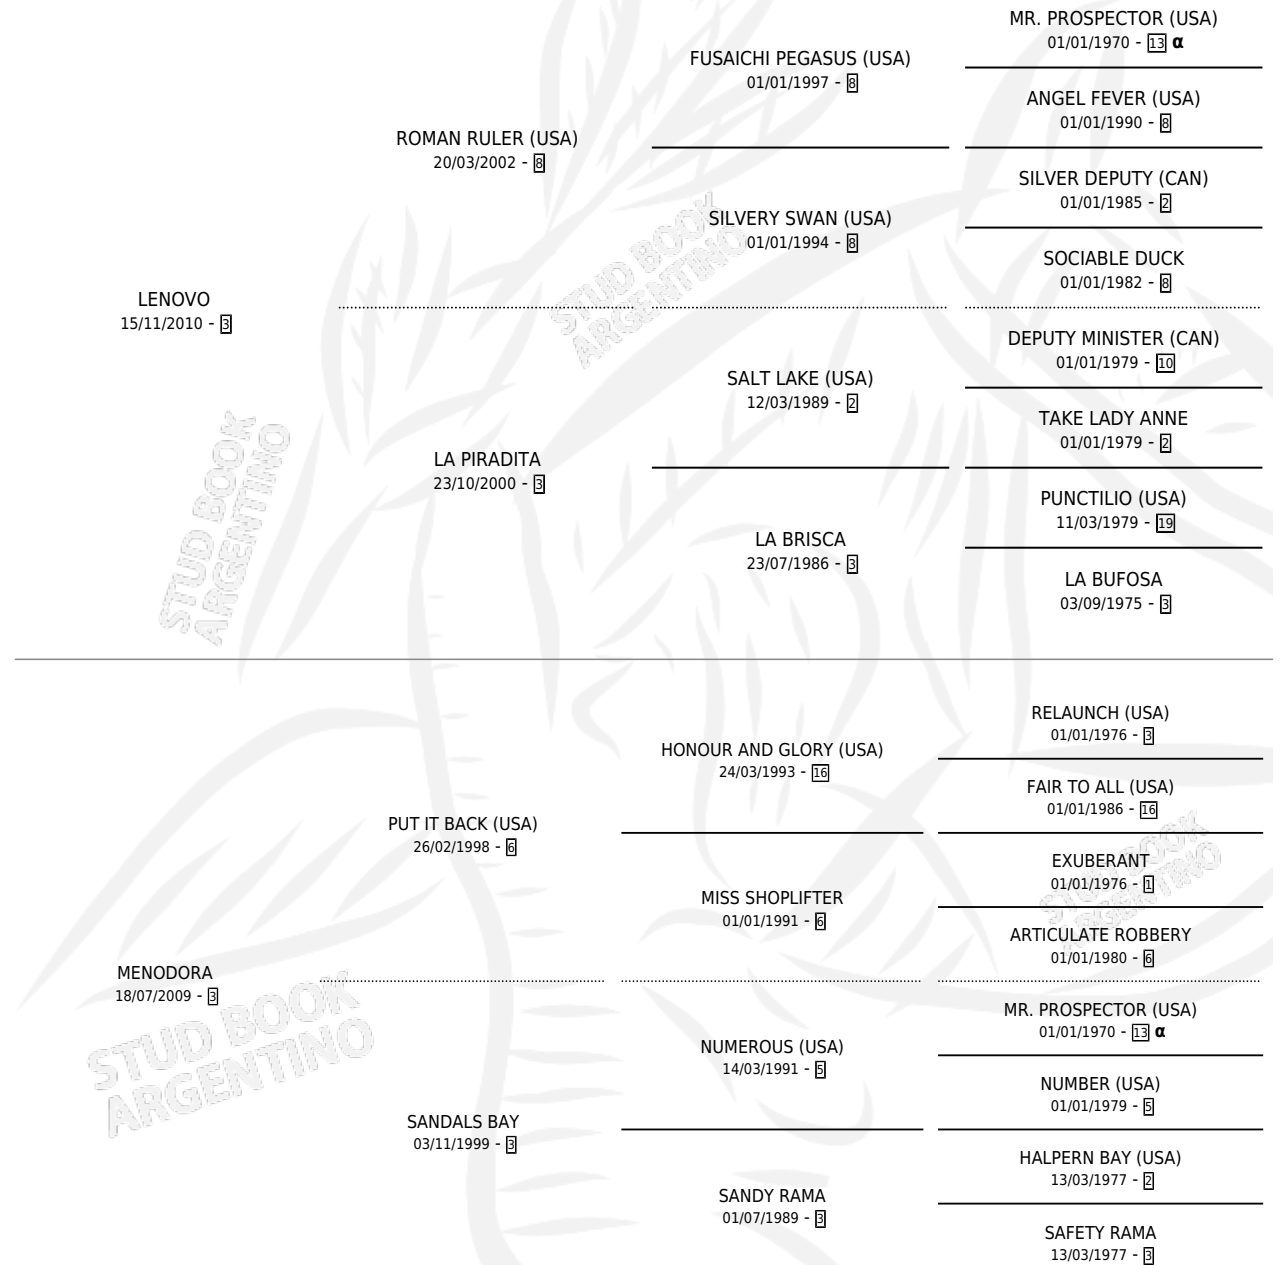 MR. PROSPECTOR (USA)
01/01/1970 - 13 α
FUSAICHI PEGASUS (USA)
01/01/1997 - 8
ANGEL FEVER (USA)
01/01/1990 - 8
ROMAN RULER (USA)
20/03/2002 - 8
SILVER DEPUTY (CAN)
01/01/1985 - 2
SILVERY SWAN (USA)
01/01/1994 - 8
SOCIABLE DUCK
01/01/1982 - 8
STUD BOOK
ARGENTINO
LENOVO
15/11/2010 - 3
DEPUTY MINISTER (CAN)
01/01/1979 - 10
SALT LAKE (USA)
12/03/1989 - 2
TAKE LADY ANNE
01/01/1979 - 2
LA PIRADITA
23/10/2000 - 3
PUNCTILIO (USA)
11/03/1979 - 19
LA BRISCA
23/07/1986 - 3
LA BUFOSA
03/09/1975 - 3
STUD BOOK
ARGENTINO
RELAUNCH (USA)
01/01/1976 - 3
HONOUR AND GLORY (USA)
24/03/1993 - 16
FAIR TO ALL (USA)
01/01/1986 - 16
PUT IT BACK (USA)
26/02/1998 - 6
EXUBERANT
01/01/1976 - 1
MISS SHOPLIFTER
01/01/1991 - 6
ARTICULATE ROBBERY
01/01/1980 - 6
STUD BOOK
ARGENTINO
MENODORA
18/07/2009 - 3
MR. PROSPECTOR (USA)
01/01/1970 - 13 α
NUMEROUS (USA)
14/03/1991 - 5
NUMBER (USA)
01/01/1979 - 5
STUD BOOK
ARGENTINO
SANDALS BAY
03/11/1999 - 3
HALPERN BAY (USA)
13/03/1977 - 2
SANDY RAMA
01/07/1989 - 3
SAFETY RAMA
13/03/1977 - 3